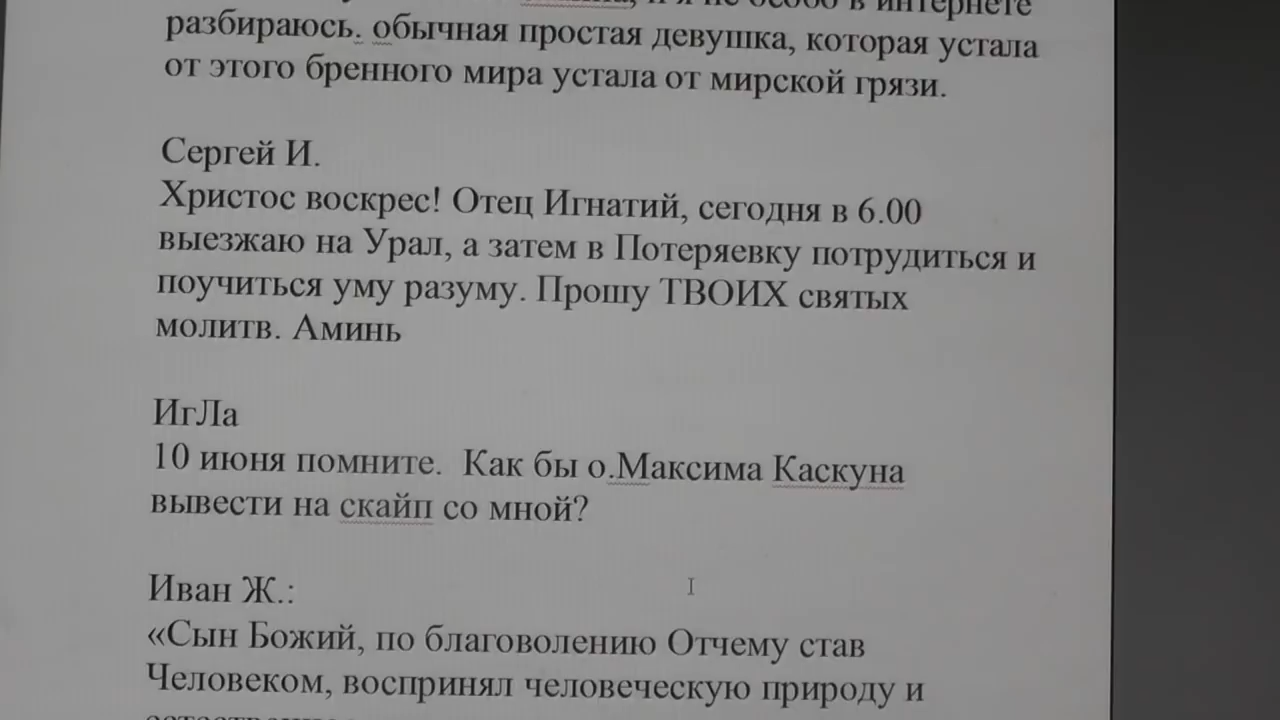 не особо в интернете
разбираюсь. обычная простая девушка, которая устала
от этого бренного мира устала от мирской грязи.
Сергей И.
Христос воскрес! Отец Игнатий, сегодня в 6.00
выезжаю на Урал, а затем в Потеряевку потрудиться и
поучиться уму разуму. Прошу ТВОИХ святых
молитв. Аминь
ИгЛа
10 июня помните.  Как бы о.Максима Каскуна
вывести на скайп со мной?
Иван Ж.:
«Сын Божий, по благоволению Отчему став
Человеком, воспринял человеческую природу и